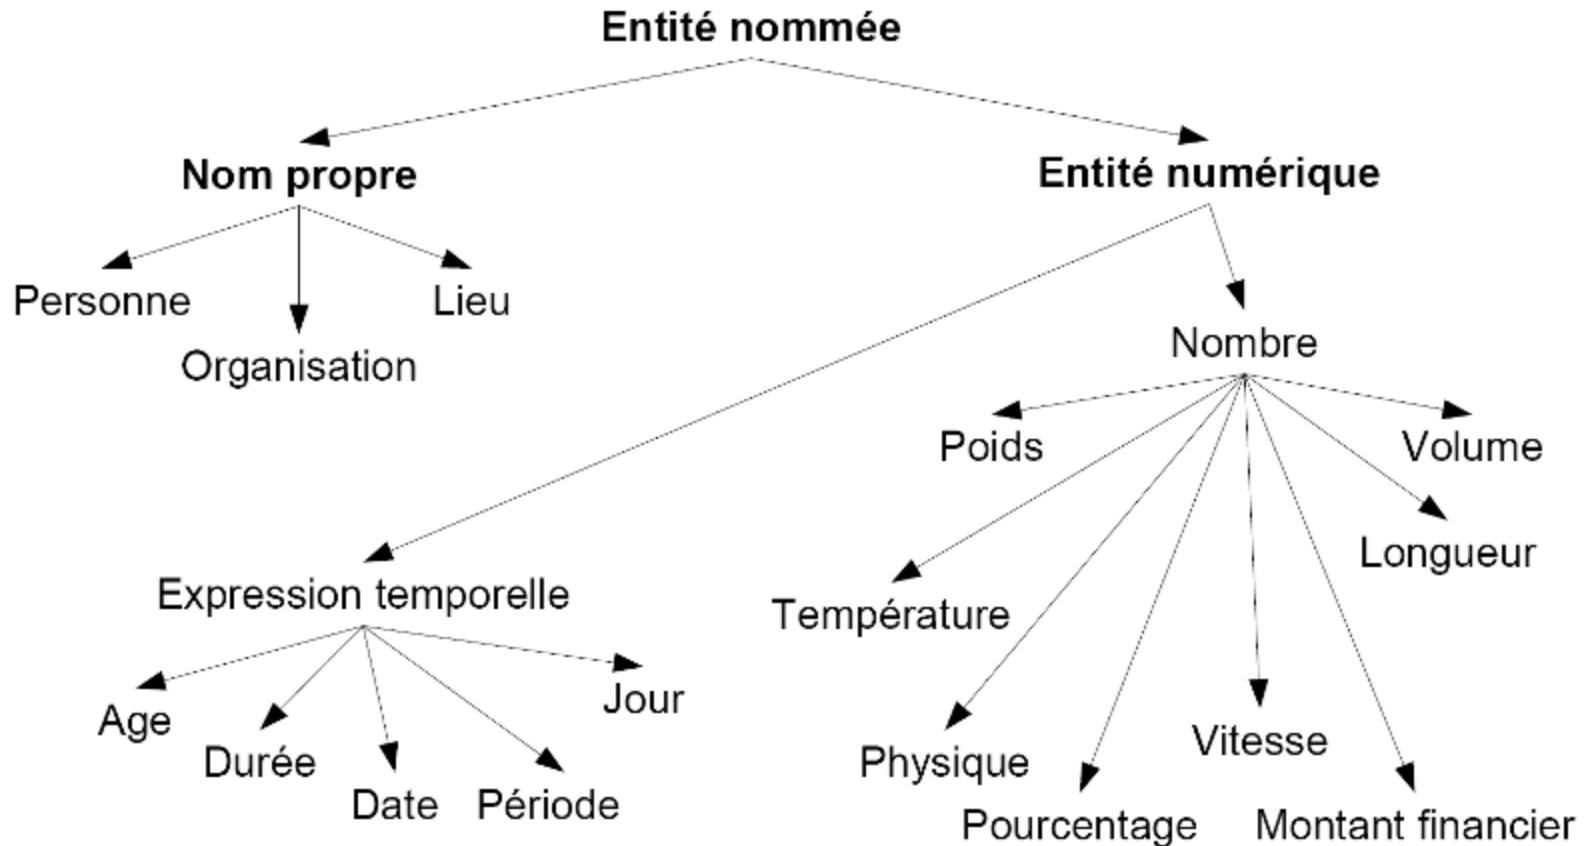 Entité nommée
Nom propre
Entité numérique
Personne
Lieu
Organisation
Nombre
Poids
Volume
Longueur
Température
Expression temporelle
Age
Durée
Date
Période
Jour
Physique
Vitesse
Pourcentage
Montant financier